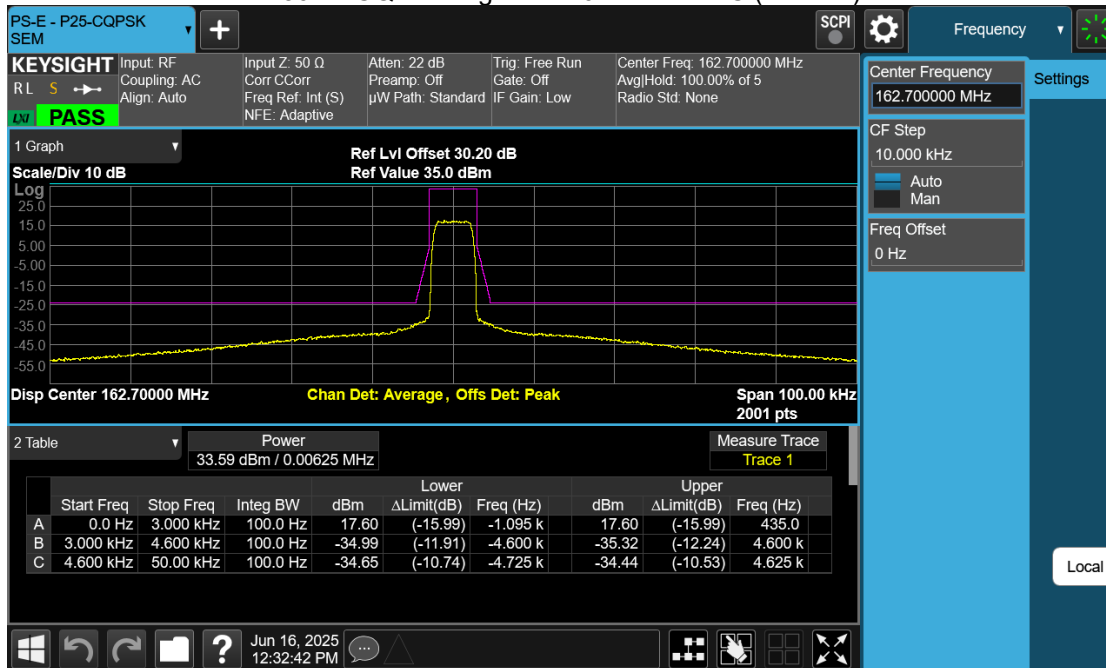 PS-E - P25-CQPSK
SEM
SCPI
Frequency
KEYSIGHT
R L S
LXI PASS
Input: RF
Coupling: AC
Align: Auto
Input Z: 50 Ω
Corr CCorr
Freq Ref: Int (S)
NFE: Adaptive
Atten: 22 dB
Preamp: Off
µW Path: Standard
Trig: Free Run
Gate: Off
IF Gain: Low
Center Freq: 162.700000 MHz
Avg|Hold: 100.00% of 5
Radio Std: None
Center Frequency
162.700000 MHz
Settings
CF Step
10.000 kHz
Auto
Man
Freq Offset
0 Hz
1 Graph
Scale/Div 10 dB
Ref Lvl Offset 30.20 dB
Ref Value 35.0 dBm
Log
25.0
15.0
5.00
-5.00
-15.0
-25.0
-35.0
-45.0
-55.0
Disp Center 162.70000 MHz
Chan Det: Average , Offs Det: Peak
Span 100.00 kHz
2001 pts
2 Table
Power
33.59 dBm / 0.00625 MHz
Measure Trace
Trace 1
Lower Upper
Start Freq Stop Freq Integ BW dBm ΔLimit(dB) Freq (Hz) dBm ΔLimit(dB) Freq (Hz)
A 0.0 Hz 3.000 kHz 100.0 Hz 17.60 (-15.99) -1.095 k 17.60 (-15.99) 435.0
B 3.000 kHz 4.600 kHz 100.0 Hz -34.99 (-11.91) -4.600 k -35.32 (-12.24) 4.600 k
C 4.600 kHz 50.00 kHz 100.0 Hz -34.65 (-10.74) -4.725 k -34.44 (-10.53) 4.625 k
Local
?
Jun 16, 2025
12:32:42 PM